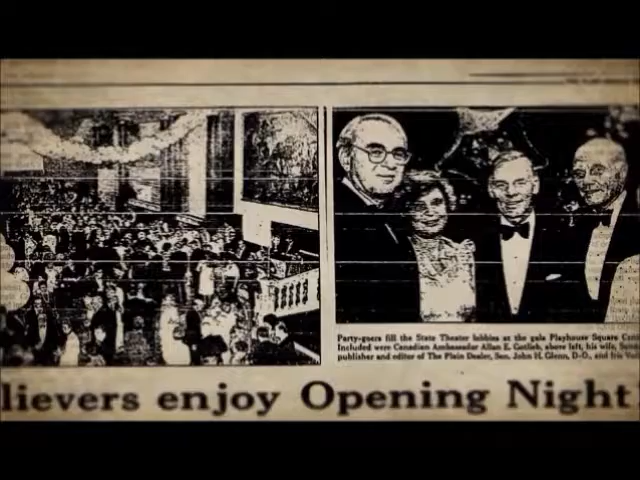 Party-goers fill the State Theater lobbies at the gala Playhouse Square Cent
Included were Canadian Ambassador Allan E. Gotlieb, above left, his wife, Sond
publisher and editor of The Plain Dealer, Sen. John H. Glenn, D-O., and his
lievers enjoy Opening Night